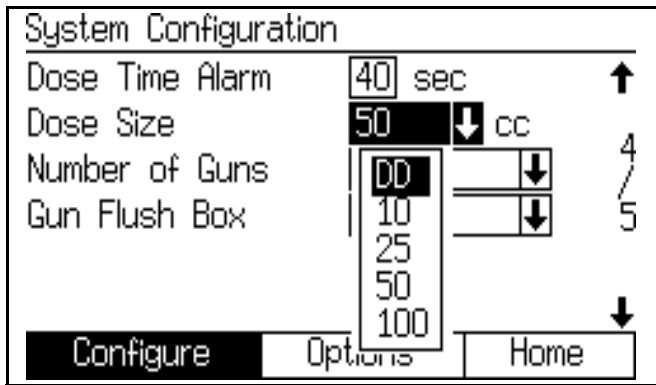 System Configuration
Dose Time Alarm 40 sec
Dose Size 50 cc
Number of Guns
Gun Flush Box
DD
10
25
50
100
4
/
5
Configure Options Home